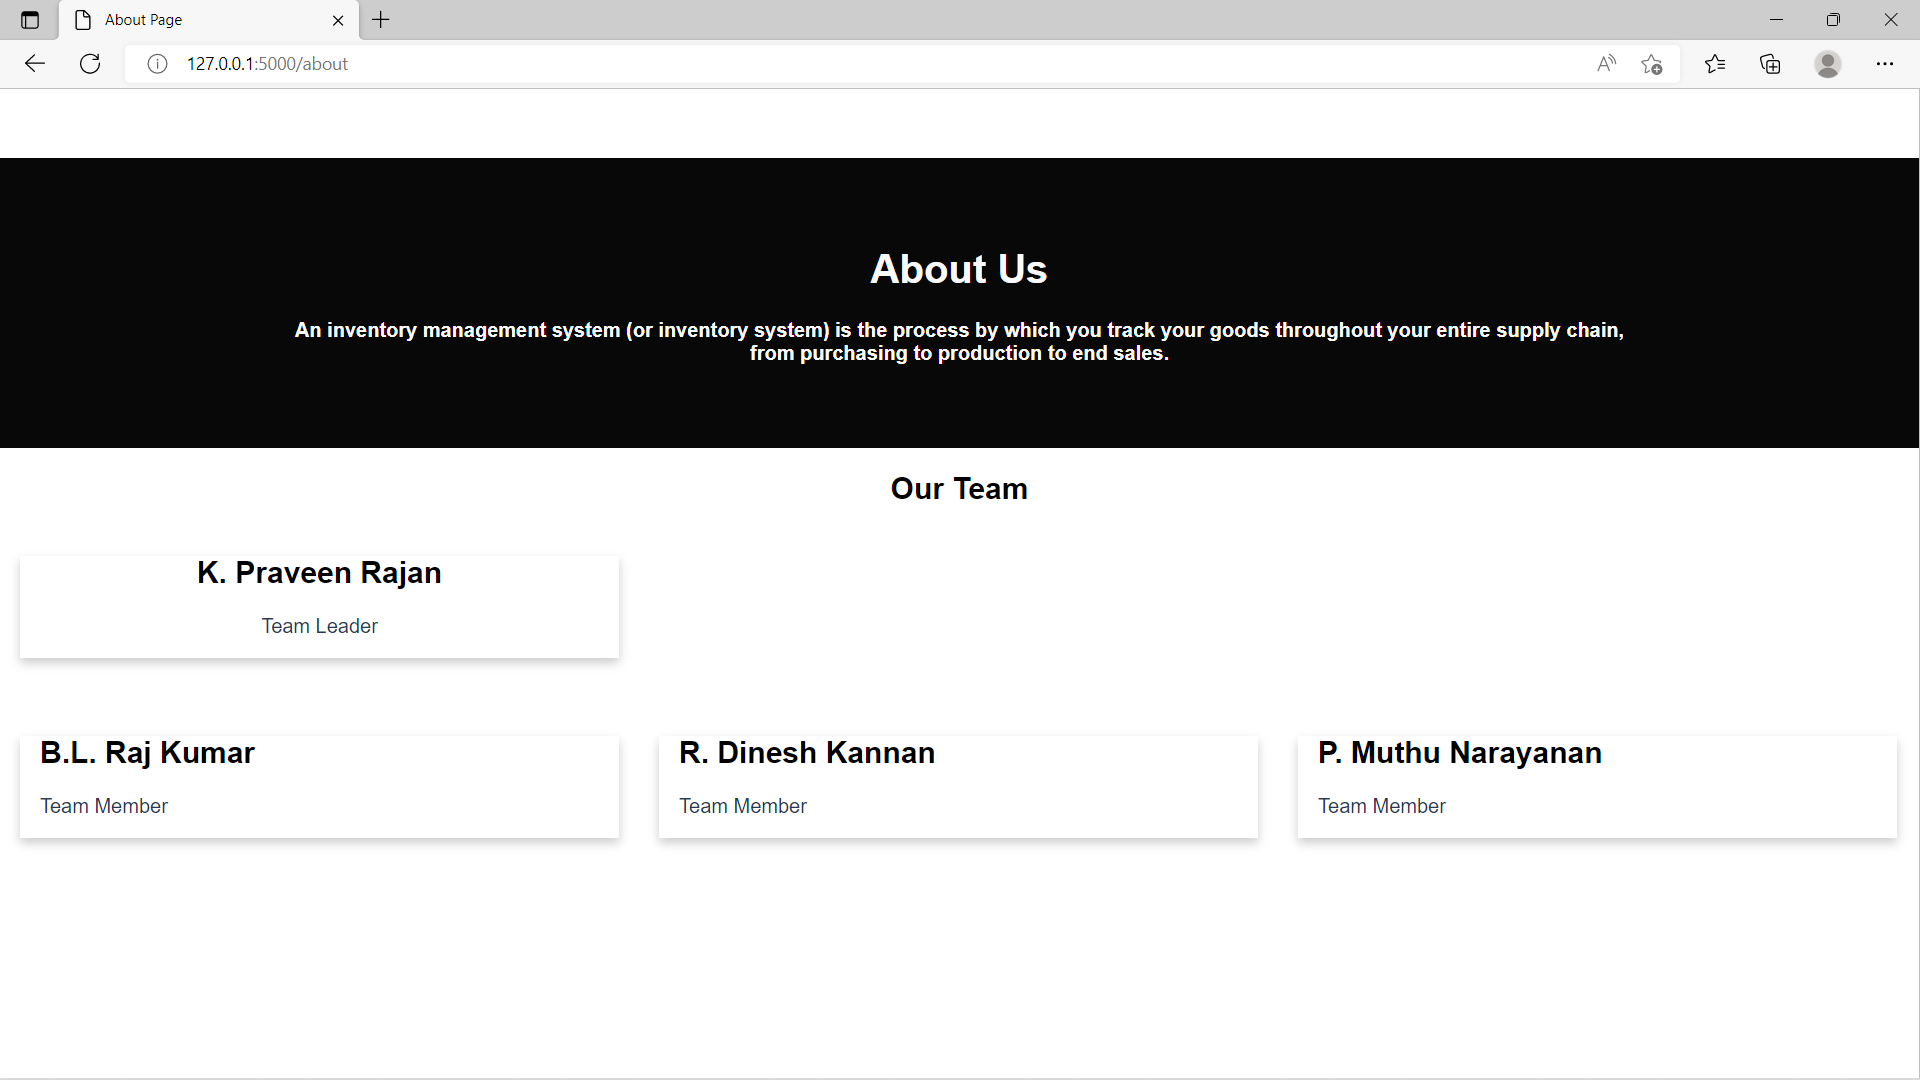 About Page
127.0.0.1:5000/about
About Us
An inventory management system (or inventory system) is the process by which you track your goods throughout your entire supply chain,
from purchasing to production to end sales.
Our Team
K. Praveen Rajan
Team Leader
B.L. Raj Kumar
Team Member
R. Dinesh Kannan
Team Member
P. Muthu Narayanan
Team Member